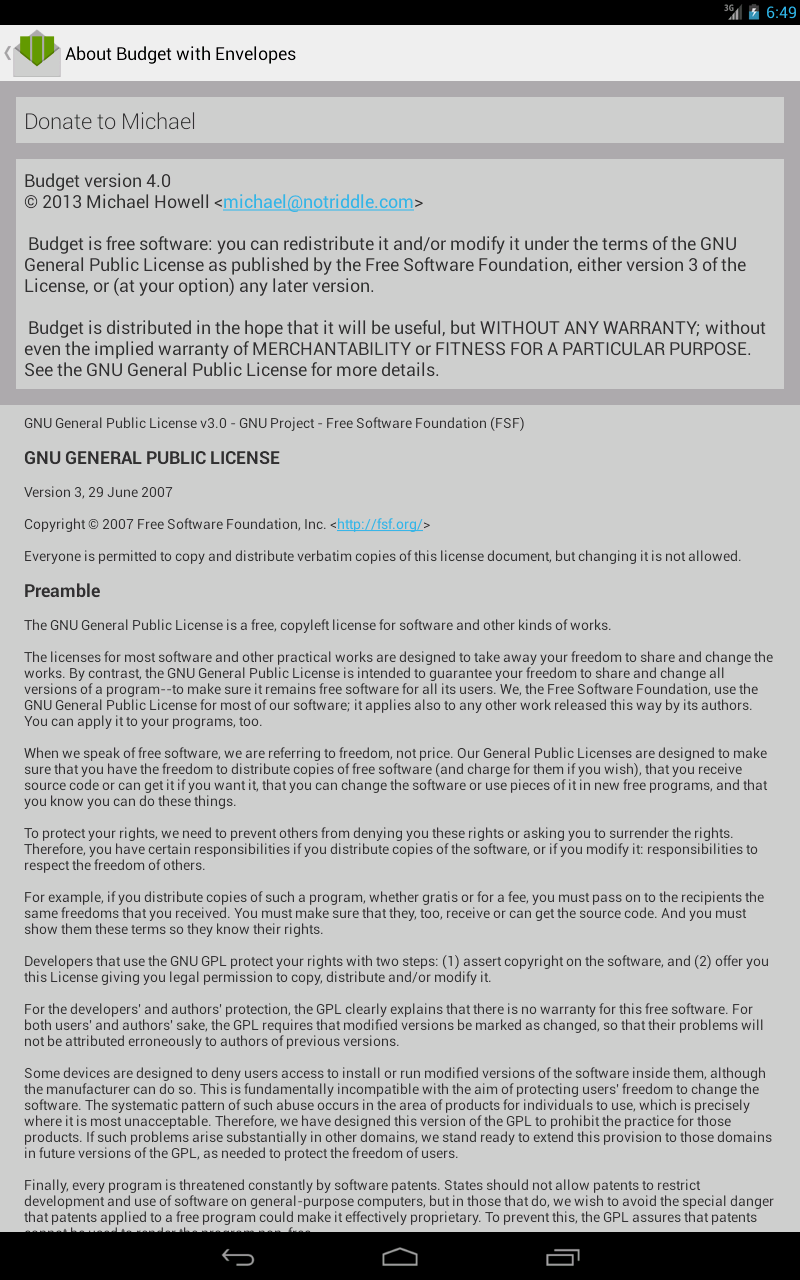 3G 6:49
About Budget with Envelopes
Donate to Michael
Budget version 4.0
© 2013 Michael Howell <michael@notriddle.com>
Budget is free software: you can redistribute it and/or modify it under the terms of the GNU
General Public License as published by the Free Software Foundation, either version 3 of the
License, or (at your option) any later version.
Budget is distributed in the hope that it will be useful, but WITHOUT ANY WARRANTY; without
even the implied warranty of MERCHANTABILITY or FITNESS FOR A PARTICULAR PURPOSE.
See the GNU General Public License for more details.
GNU General Public License v3.0 - GNU Project - Free Software Foundation (FSF)
GNU GENERAL PUBLIC LICENSE
Version 3, 29 June 2007
Copyright © 2007 Free Software Foundation, Inc. <http://fsf.org/>
Everyone is permitted to copy and distribute verbatim copies of this license document, but changing it is not allowed.
Preamble
The GNU General Public License is a free, copyleft license for software and other kinds of works.
The licenses for most software and other practical works are designed to take away your freedom to share and change the
works. By contrast, the GNU General Public License is intended to guarantee your freedom to share and change all
versions of a program--to make sure it remains free software for all its users. We, the Free Software Foundation, use the
GNU General Public License for most of our software; it applies also to any other work released this way by its authors.
You can apply it to your programs, too.
When we speak of free software, we are referring to freedom, not price. Our General Public Licenses are designed to make
sure that you have the freedom to distribute copies of free software (and charge for them if you wish), that you receive
source code or can get it if you want it, that you can change the software or use pieces of it in new free programs, and that
you know you can do these things.
To protect your rights, we need to prevent others from denying you these rights or asking you to surrender the rights.
Therefore, you have certain responsibilities if you distribute copies of the software, or if you modify it: responsibilities to
respect the freedom of others.
For example, if you distribute copies of such a program, whether gratis or for a fee, you must pass on to the recipients the
same freedoms that you received. You must make sure that they, too, receive or can get the source code. And you must
show them these terms so they know their rights.
Developers that use the GNU GPL protect your rights with two steps: (1) assert copyright on the software, and (2) offer you
this License giving you legal permission to copy, distribute and/or modify it.
For the developers' and authors' protection, the GPL clearly explains that there is no warranty for this free software. For
both users' and authors' sake, the GPL requires that modified versions be marked as changed, so that their problems will
not be attributed erroneously to authors of previous versions.
Some devices are designed to deny users access to install or run modified versions of the software inside them, although
the manufacturer can do so. This is fundamentally incompatible with the aim of protecting users' freedom to change the
software. The systematic pattern of such abuse occurs in the area of products for individuals to use, which is precisely
where it is most unacceptable. Therefore, we have designed this version of the GPL to prohibit the practice for those
products. If such problems arise substantially in other domains, we stand ready to extend this provision to those domains
in future versions of the GPL, as needed to protect the freedom of users.
Finally, every program is threatened constantly by software patents. States should not allow patents to restrict
development and use of software on general-purpose computers, but in those that do, we wish to avoid the special danger
that patents applied to a free program could make it effectively proprietary. To prevent this, the GPL assures that patents